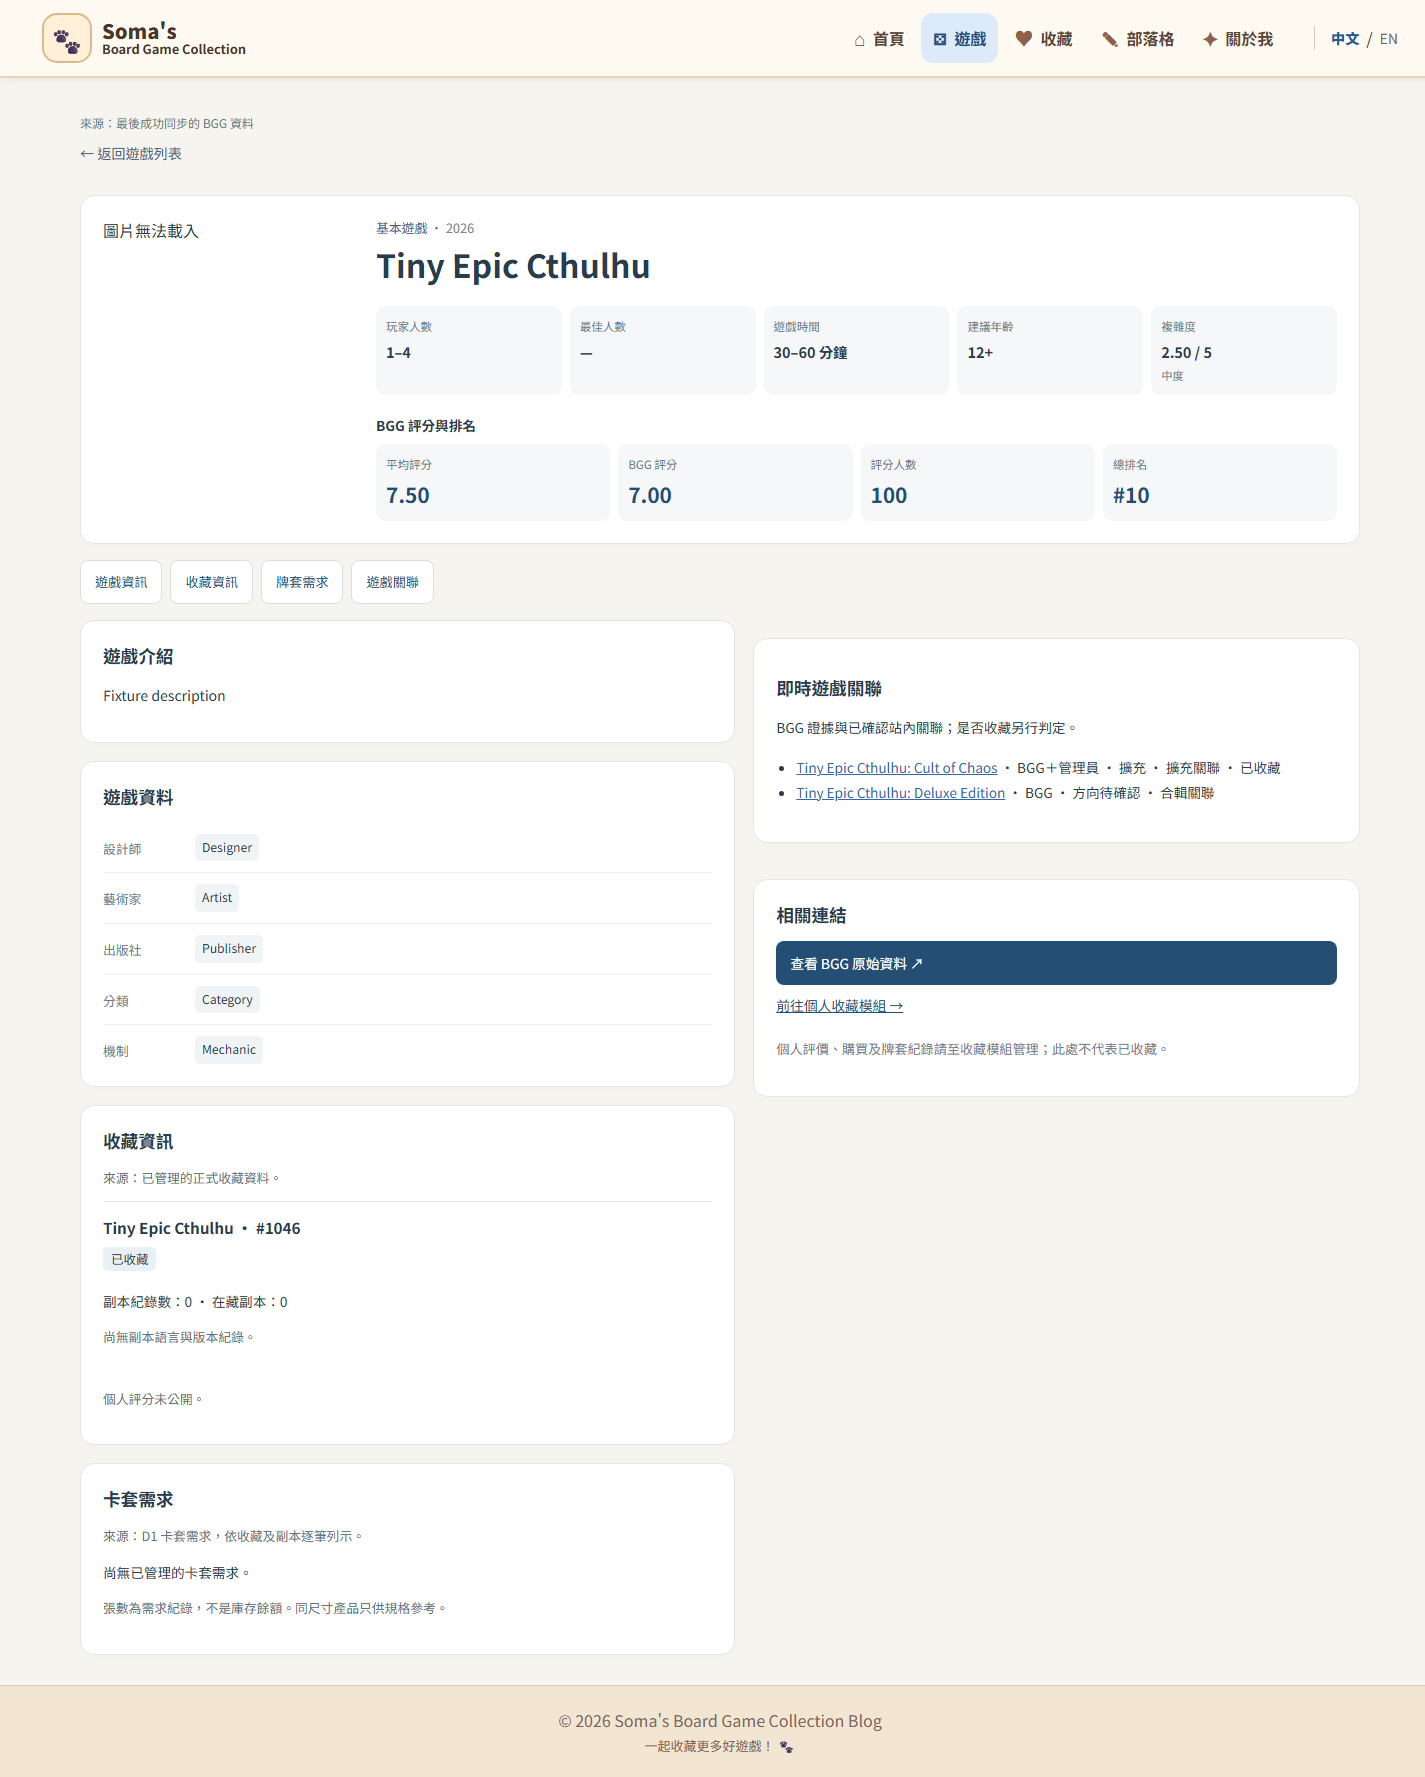 Soma's
Board Game Collection
首頁
遊戲
收藏
部落格
關於我
中文 / EN
來源：最後成功同步的 BGG 資料
← 返回遊戲列表
圖片無法載入
基本遊戲 · 2026
Tiny Epic Cthulhu
玩家人數
1–4
最佳人數
—
遊戲時間
30–60 分鐘
建議年齡
12+
複雜度
2.50 / 5
中度
BGG 評分與排名
平均評分
7.50
BGG 評分
7.00
評分人數
100
總排名
#10
遊戲資訊
收藏資訊
牌套需求
遊戲關聯
遊戲介紹
Fixture description
遊戲資料
設計師
Designer
藝術家
Artist
出版社
Publisher
分類
Category
機制
Mechanic
收藏資訊
來源：已管理的正式收藏資料。
Tiny Epic Cthulhu · #1046
已收藏
副本紀錄數：0 · 在藏副本：0
尚無副本語言與版本紀錄。
個人評分未公開。
卡套需求
來源：D1 卡套需求，依收藏及副本逐筆列示。
尚無已管理的卡套需求。
張數為需求紀錄，不是庫存餘額。同尺寸產品只供規格參考。
即時遊戲關聯
BGG 證據與已確認站內關聯；是否收藏另行判定。
Tiny Epic Cthulhu: Cult of Chaos · BGG＋管理員 · 擴充 · 擴充關聯 · 已收藏
Tiny Epic Cthulhu: Deluxe Edition · BGG · 方向待確認 · 合輯關聯
相關連結
查看 BGG 原始資料 ↗
前往個人收藏模組 →
個人評價、購買及牌套紀錄請至收藏模組管理；此處不代表已收藏。
© 2026 Soma's Board Game Collection Blog
一起收藏更多好遊戲！ 🐾